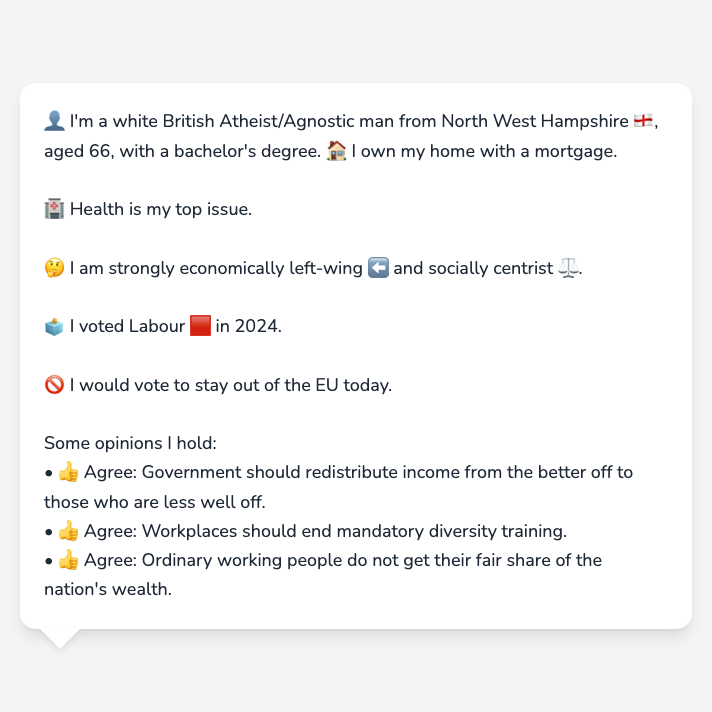 👤 I'm a white British Atheist/Agnostic man from North West Hampshire 🏴󠁧󠁢󠁥󠁮󠁧󠁿,
aged 66, with a bachelor's degree. 🏠 I own my home with a mortgage.
🏥 Health is my top issue.
🤔 I am strongly economically left-wing ⬅️ and socially centrist ⚖️.
🗳️ I voted Labour 🟥 in 2024.
🚫 I would vote to stay out of the EU today.
Some opinions I hold:
• 👍 Agree: Government should redistribute income from the better off to
those who are less well off.
• 👍 Agree: Workplaces should end mandatory diversity training.
• 👍 Agree: Ordinary working people do not get their fair share of the
nation's wealth.